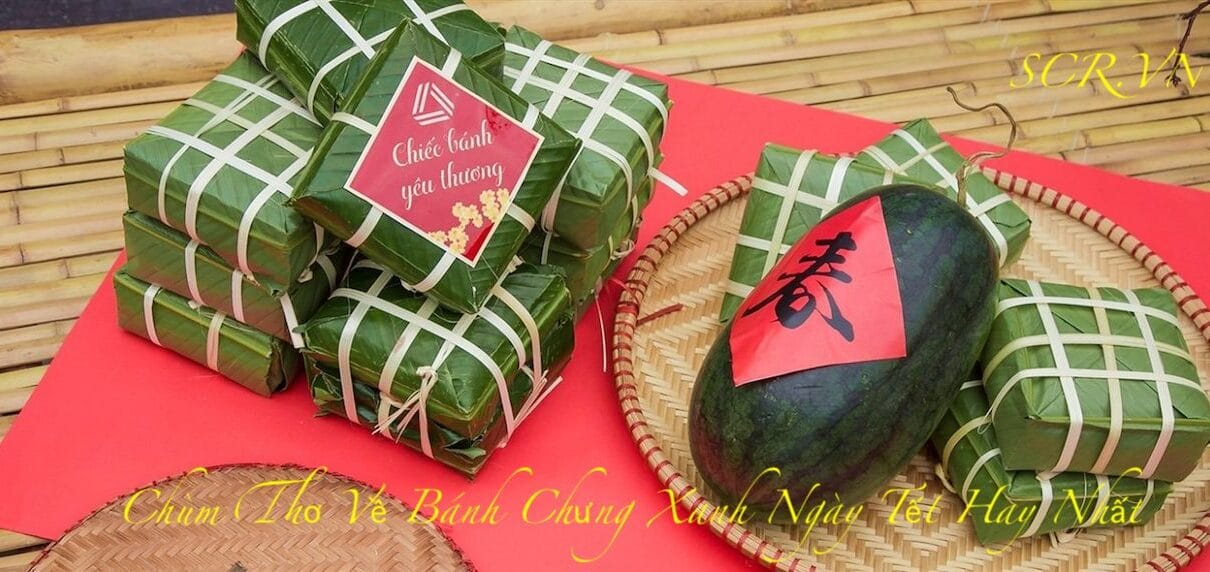 SCR.VN
Chiếc bánh
yêu thương
春
Chùm Thơ Về Bánh Chưng Xanh Ngày Tết Hay Nhất